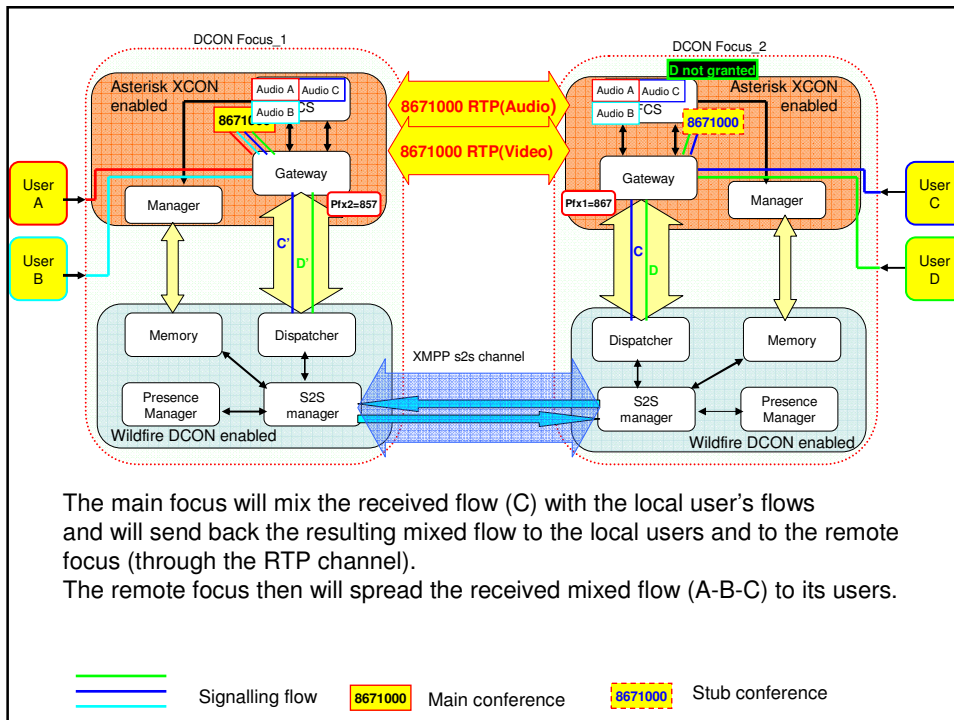 DCON Focus_1
DCON Focus_2
D not granted
Asterisk XCON
enabled
Audio A
Audio C
Audio B
CS
867100
8671000 RTP(Audio)
8671000 RTP(Video)
Asterisk XCON
enabled
Audio A
Audio C
Audio B
FCS
8671000
Gateway
Gateway
User
A
User
B
User
C
User
D
Manager
Manager
Pfx2=857
Pfx1=867
C'
D'
C
D
Memory
Dispatcher
XMPP s2s channel
Dispatcher
Memory
Presence
Manager
S2S
manager
S2S
manager
Presence
Manager
Wildfire DCON enabled
Wildfire DCON enabled
The main focus will mix the received flow (C) with the local user's flows
and will send back the resulting mixed flow to the local users and to the remote
focus (through the RTP channel).
The remote focus then will spread the received mixed flow (A-B-C) to its users.
Signalling flow
8671000
Main conference
8671000
Stub conference